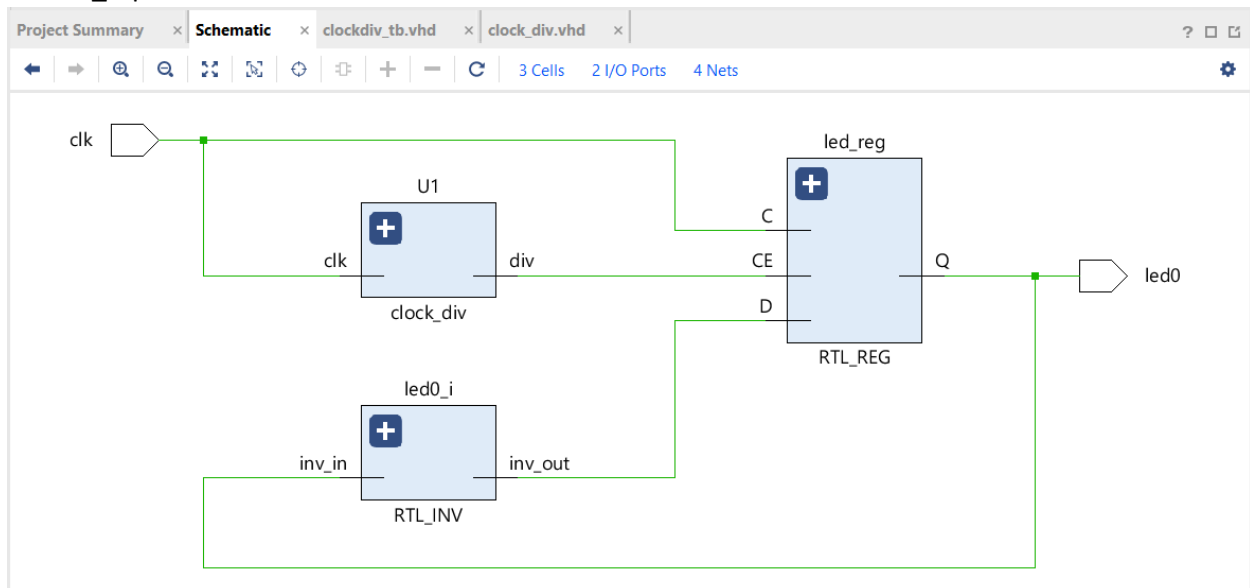 Project Summary × Schematic × clockdiv_tb.vhd × clock_div.vhd × ?
3 Cells 2 I/O Ports 4 Nets
clk
led_reg
U1
C
clk div CE Q led0
D
clock_div
RTL_REG
led0_i
inv_in inv_out
RTL_INV